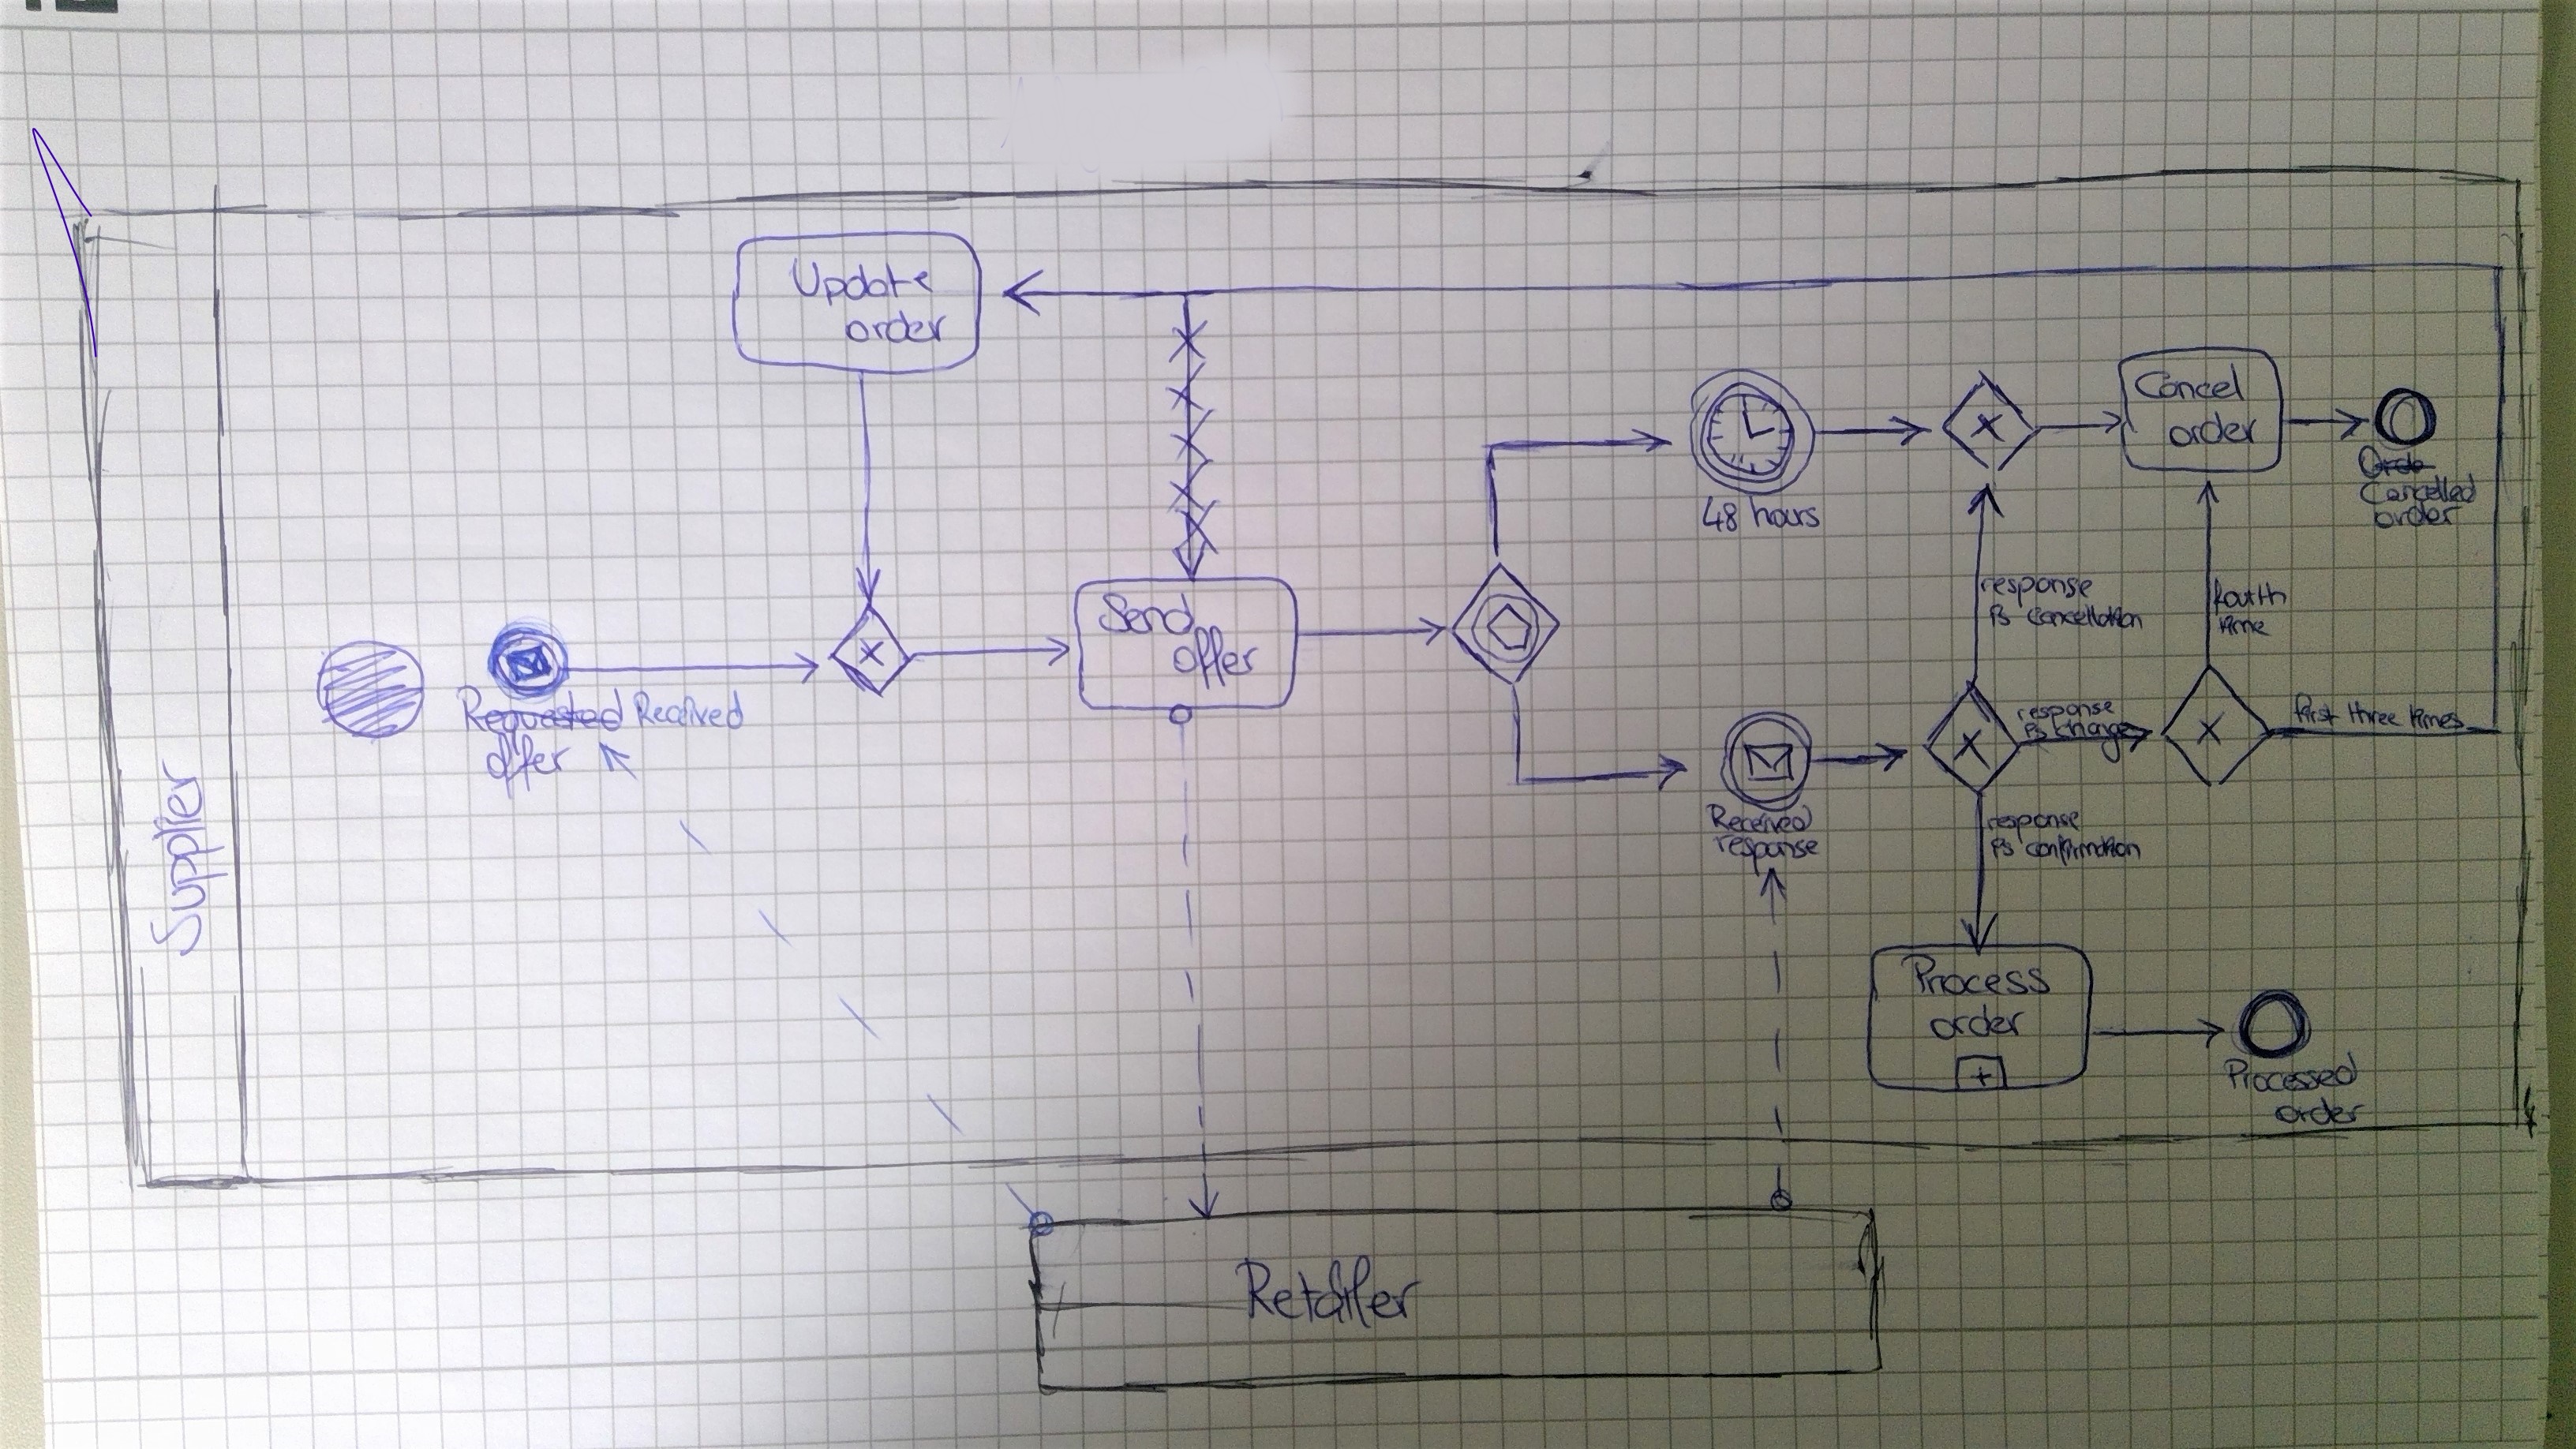 Update
order
Cancel
order
Orde
Cancelled
order
48 hours
response
is cancellation
fourth
time
Send
offer
Requested Received
offer
response
is change
first three times
Received
response
response
is confirmation
Supplier
Process
order
+
Processed
order
Retailer